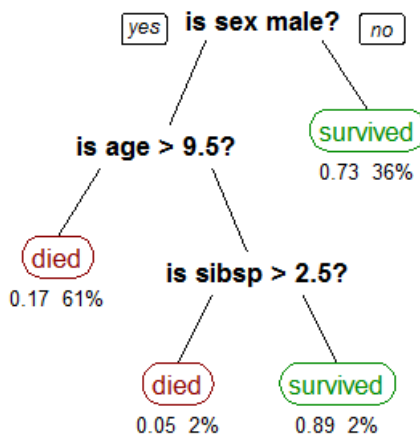 yes
is sex male?
no
survived
0.73 36%
is age > 9.5?
died
0.17 61%
is sibsp > 2.5?
died
0.05 2%
survived
0.89 2%